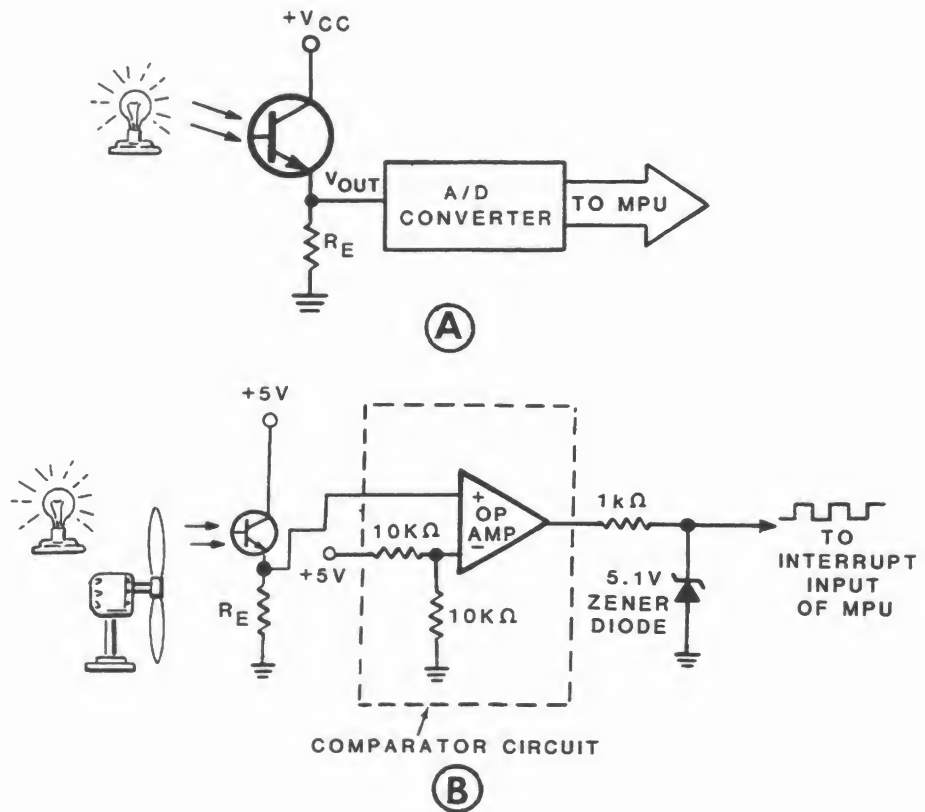 +VCC
VOUT
A/D
CONVERTER
TO MPU
RE
A
+5V
+
OP
AMP
−
10KΩ
+5V
10KΩ
RE
1kΩ
5.1V
ZENER
DIODE
TO
INTERRUPT
INPUT
OF MPU
COMPARATOR CIRCUIT
B